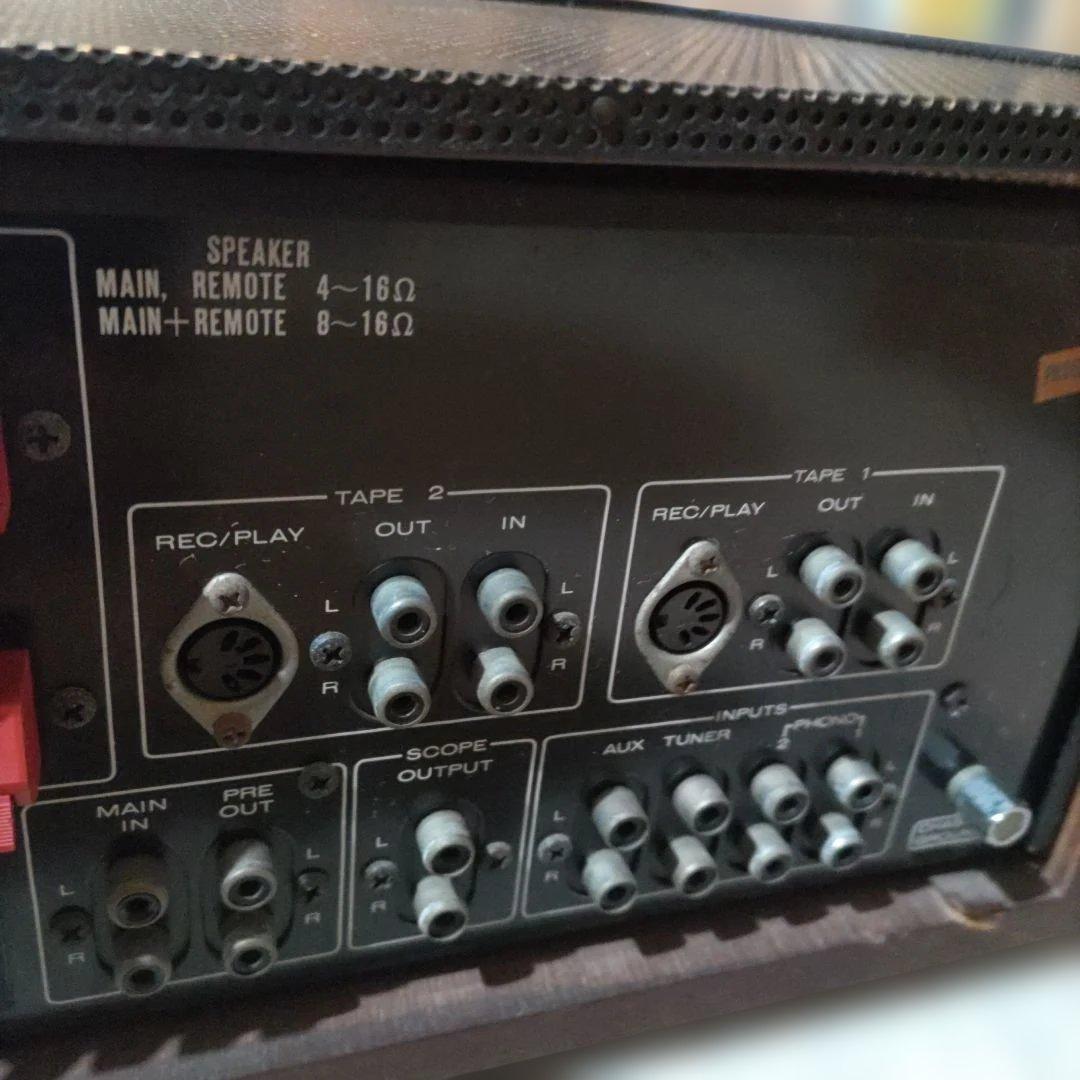 SPEAKER
MAIN, REMOTE 4~16Ω
MAIN+REMOTE 8~16Ω
TAPE 2
REC/PLAY OUT IN
L L
R R
TAPE 1
REC/PLAY OUT IN
L L
R R
MAIN IN
PRE OUT
L L
R R
SCOPE OUTPUT
L
R
INPUTS
AUX TUNER PHONO
2 1
L
R